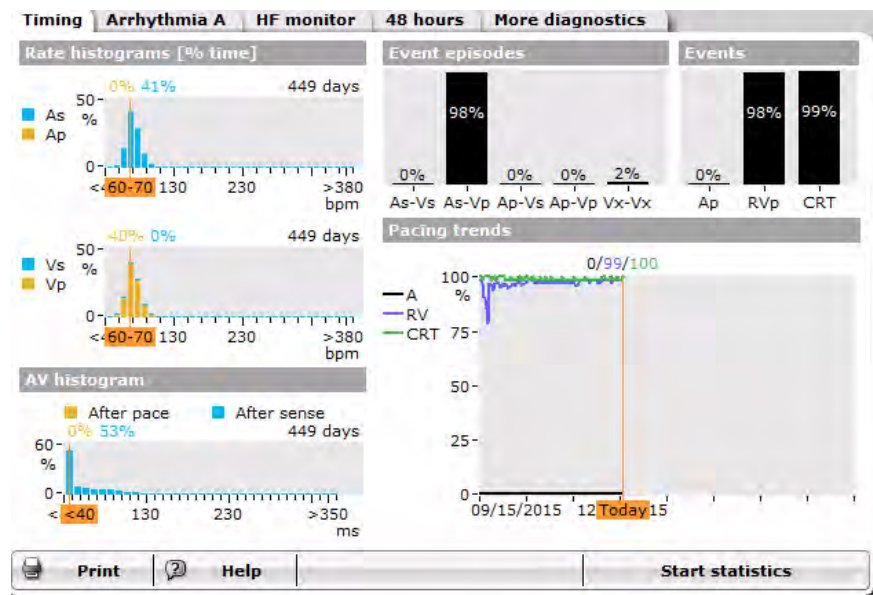 Timing Arrhythmia A HF monitor 48 hours More diagnostics
Rate histograms [% time]
0% 41% 449 days
50
%
As
Ap
0
<4 60-70 130 230 >380
bpm
40% 0% 449 days
50
%
Vs
Vp
0
<4 60-70 130 230 >380
bpm
AV histogram
After pace After sense
0% 53% 449 days
60
%
0
< <40 130 230 >350
ms
Event episodes
0% 98% 0% 0% 2%
As-Vs As-Vp Ap-Vs Ap-Vp Vx-Vx
Events
0% 98% 99%
Ap RVp CRT
Pacing trends
0/99/100
100
%
A
RV
CRT
75
50
25
0
09/15/2015 12 Today 15
Print Help Start statistics